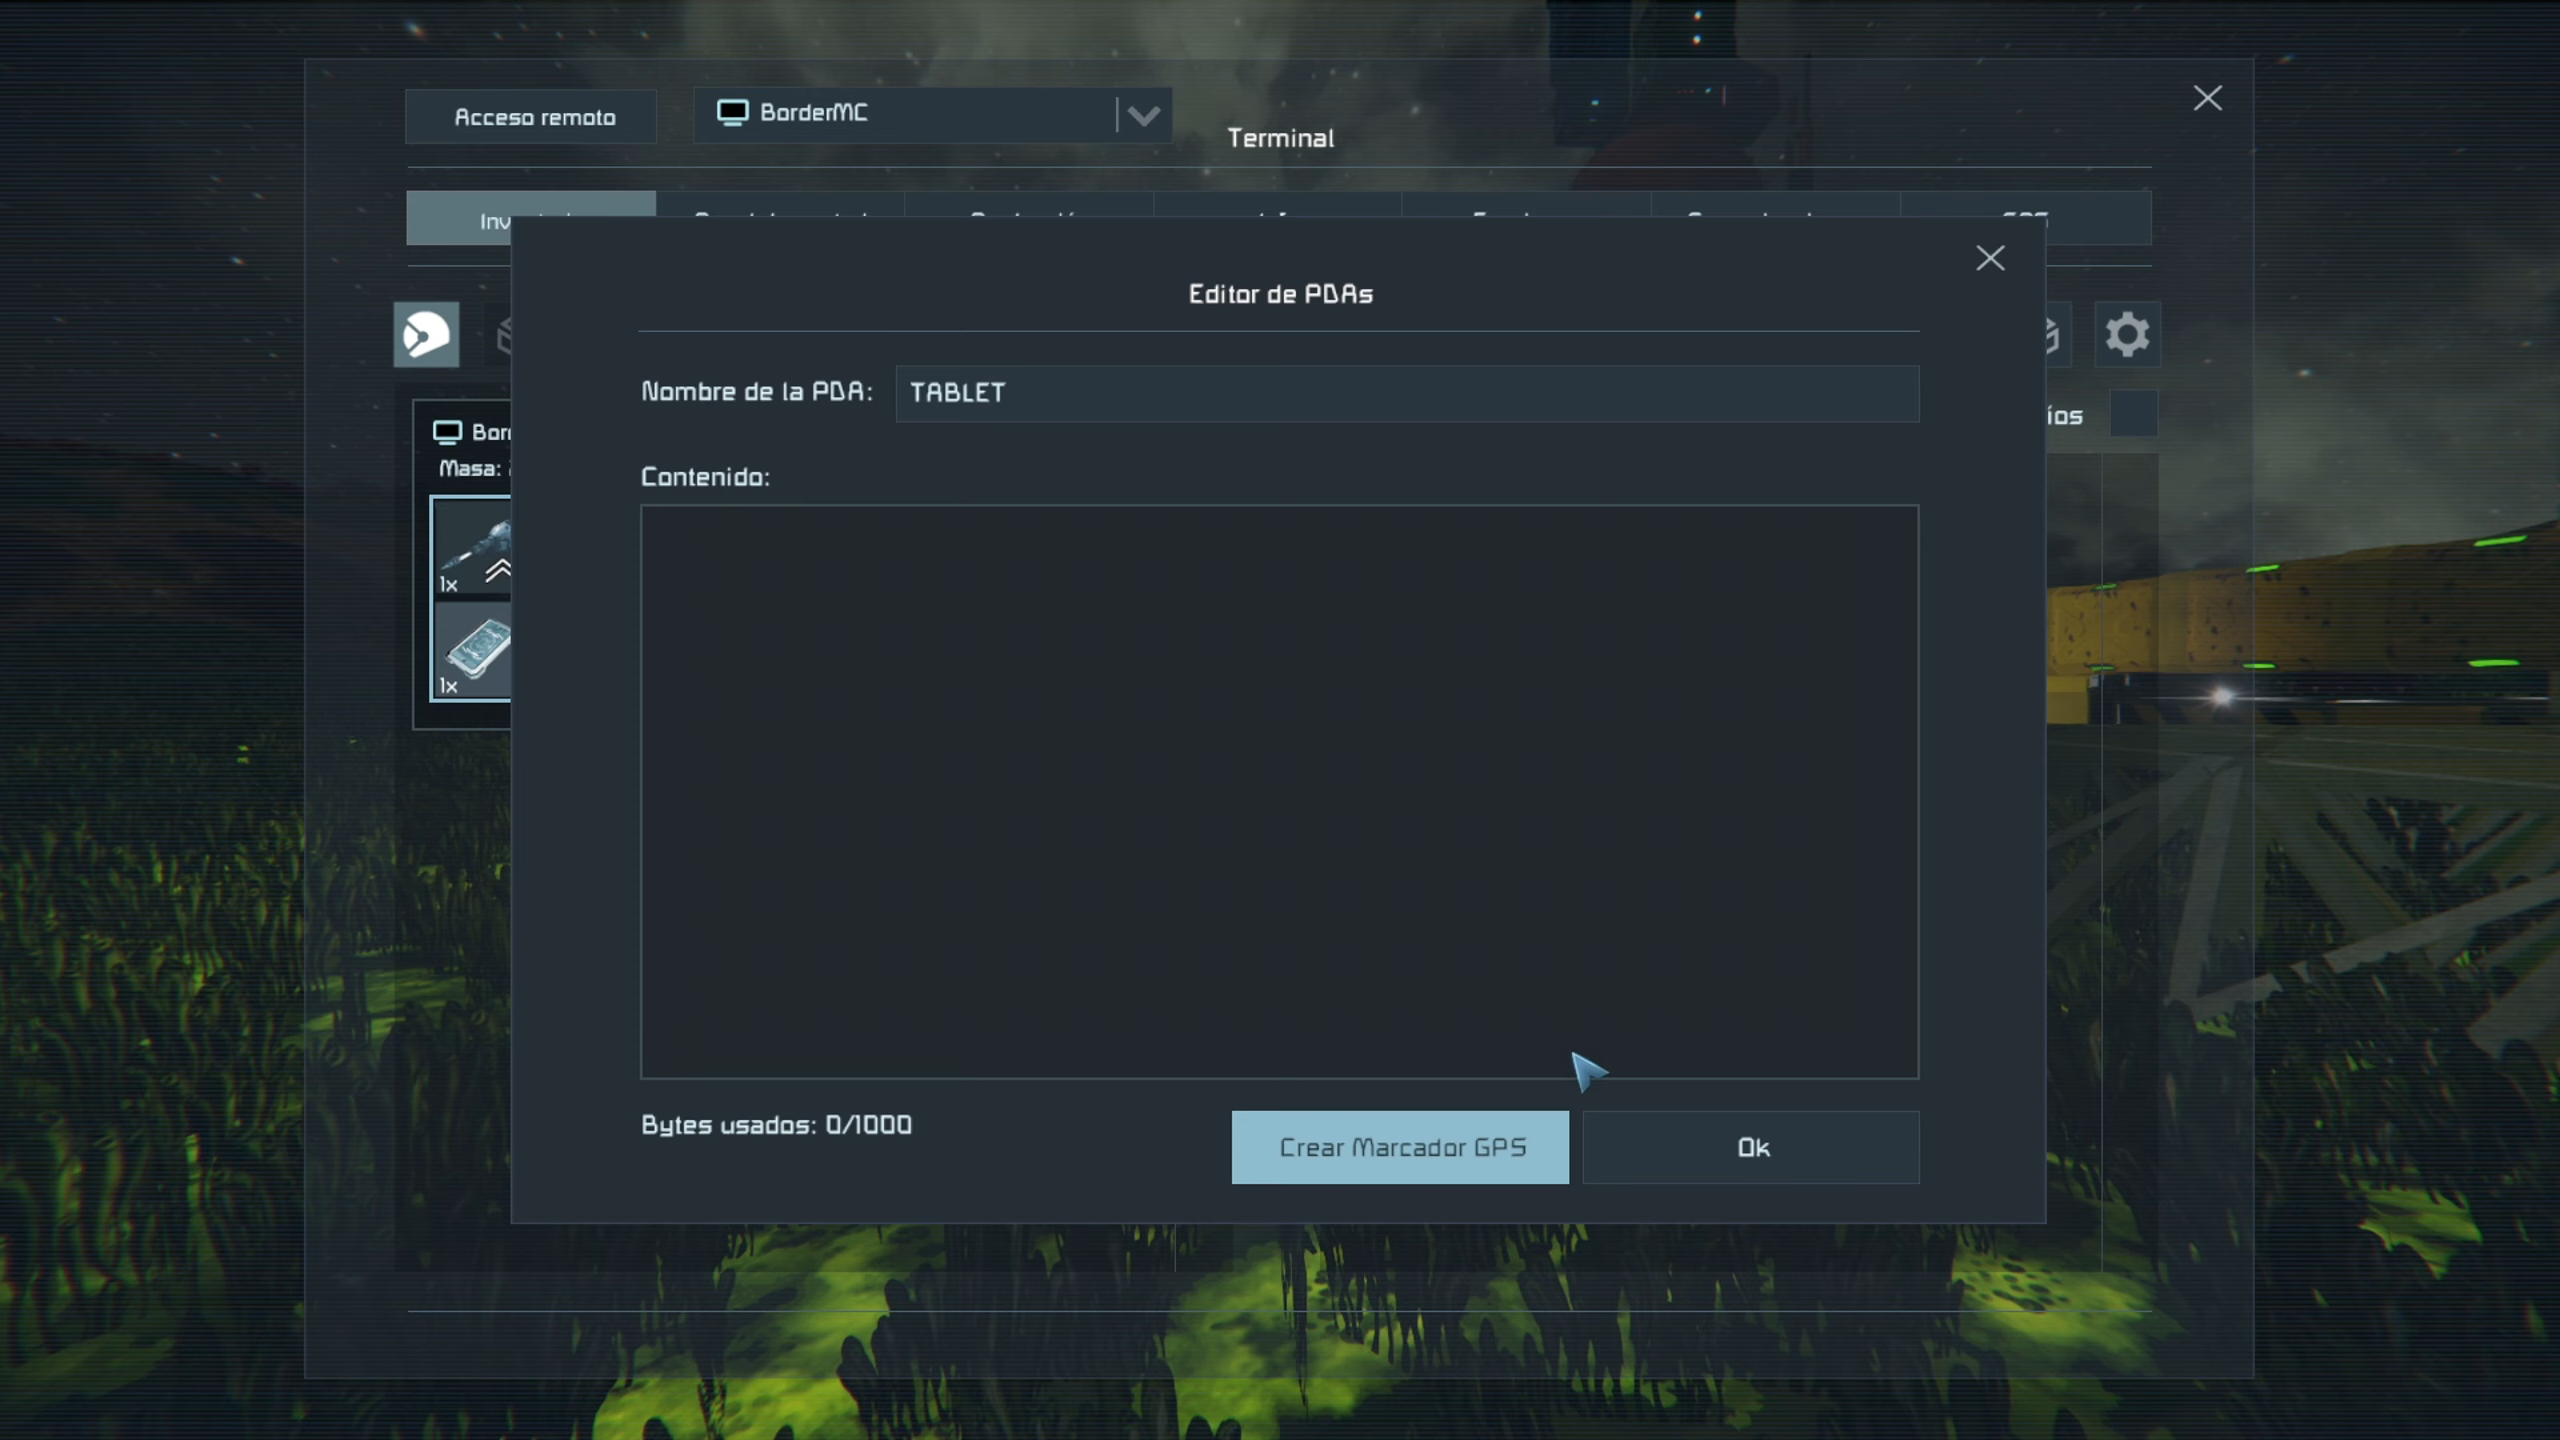 Acceso remoto
BorderMC
Terminal
Editor de PDAs
Nombre de la PDA: TABLET
Masa:
Contenido:
1x
1x
Bytes usados: 0/1000
Crear Marcador GPS
Ok